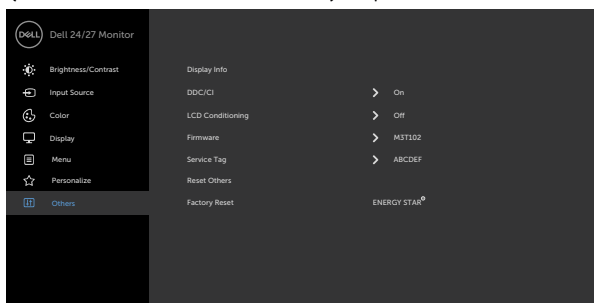 DELL Dell 24/27 Monitor
Brightness/Contrast Display Info
Input Source DDC/CI On
Color LCD Conditioning Off
Display Firmware M3T102
Menu Service Tag ABCDEF
Personalize Reset Others
Others Factory Reset ENERGY STAR®